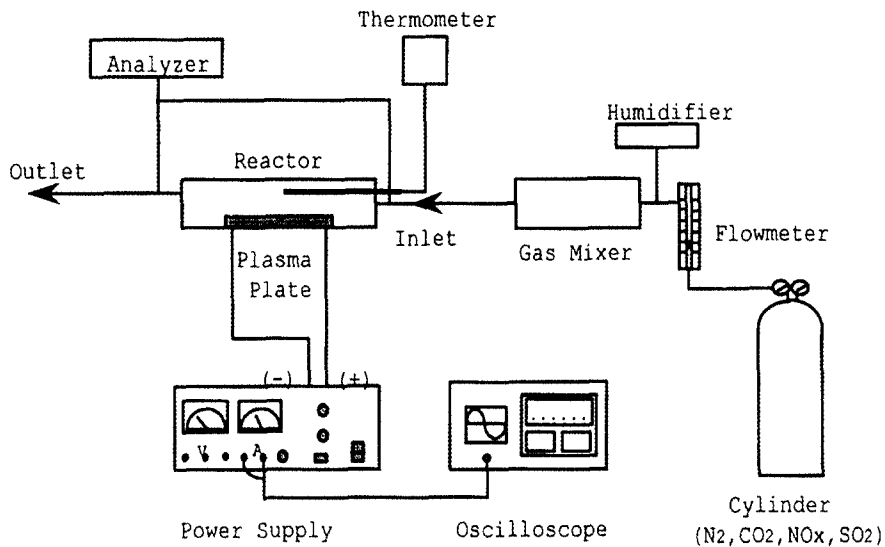 Thermometer
Analyzer
Humidifier
Reactor
Outlet
Inlet
Gas Mixer
Flowmeter
Plasma
Plate
(-)
(+)
V
A
Power Supply
Oscilloscope
Cylinder
(N2,CO2,NOx,SO2)